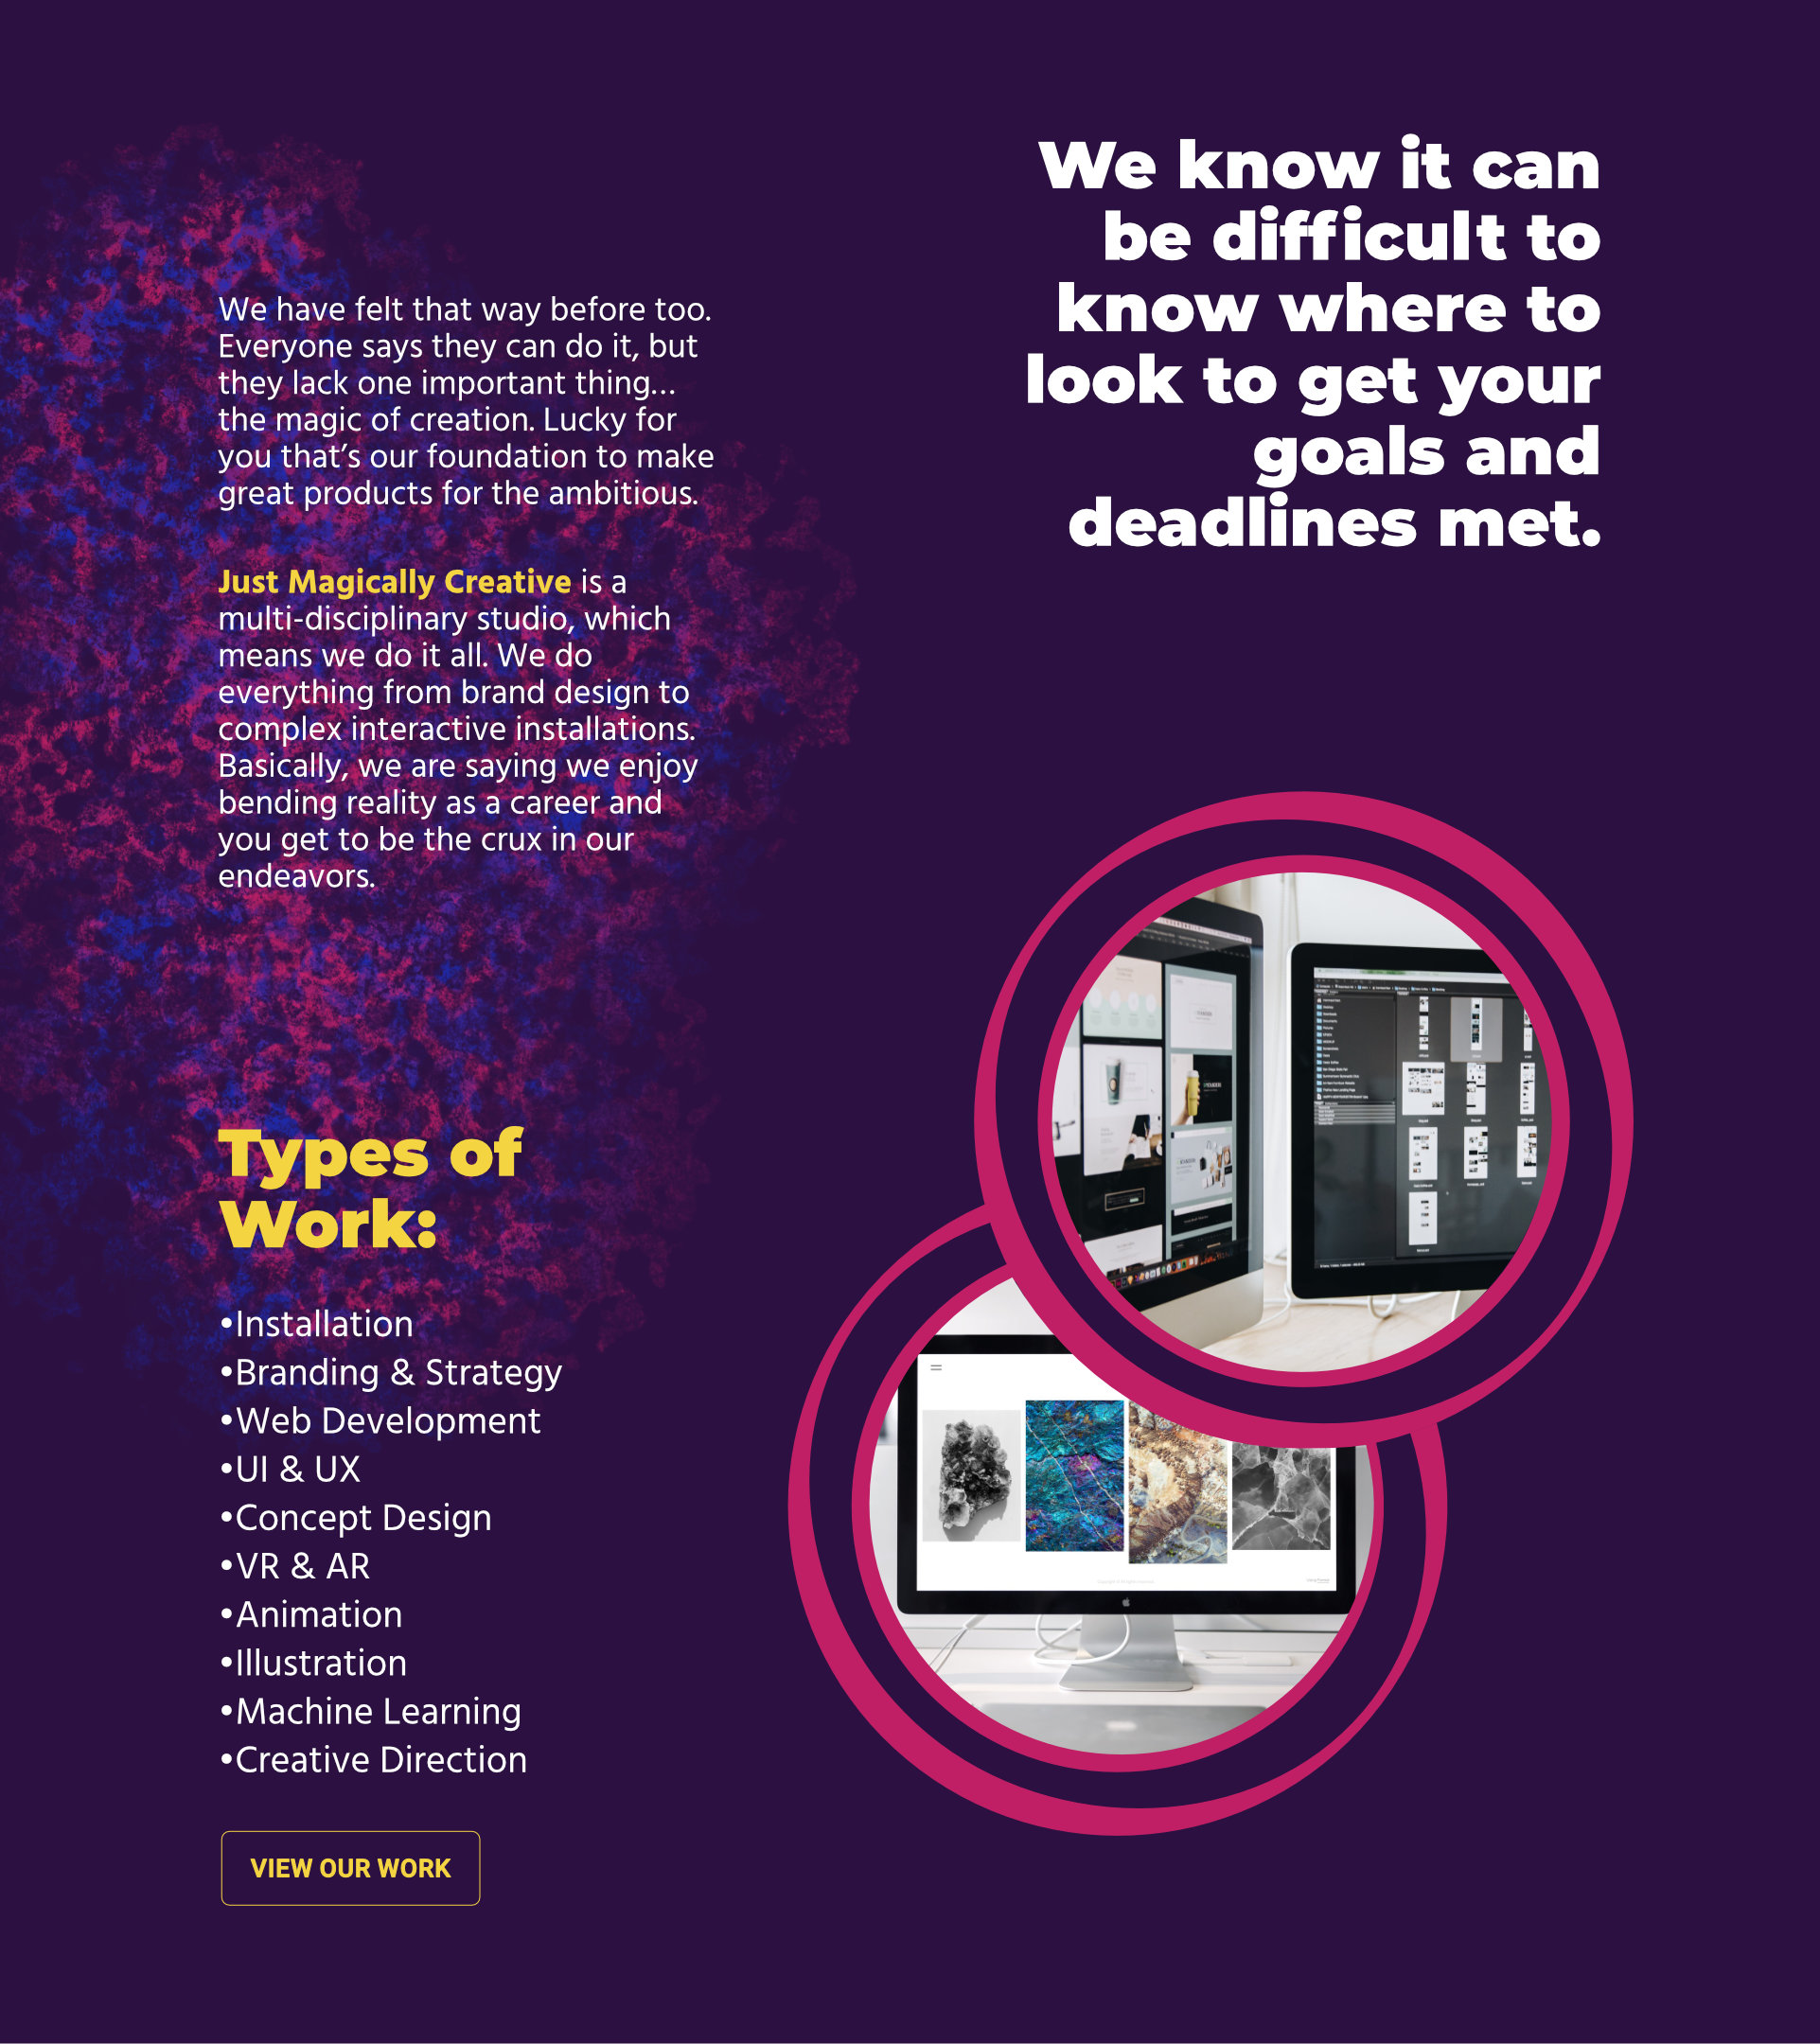 We know it can
be difficult to
know where to
look to get your
goals and
deadlines met.
We have felt that way before too.
Everyone says they can do it, but
they lack one important thing...
the magic of creation. Lucky for
you that’s our foundation to make
great products for the ambitious.
Just Magically Creative is a
multi-disciplinary studio, which
means we do it all. We do
everything from brand design to
complex interactive installations.
Basically, we are saying we enjoy
bending reality as a career and
you get to be the crux in our
endeavors.
Types of
Work:
•Installation
•Branding & Strategy
•Web Development
•UI & UX
•Concept Design
•VR & AR
•Animation
•Illustration
•Machine Learning
•Creative Direction
VIEW OUR WORK